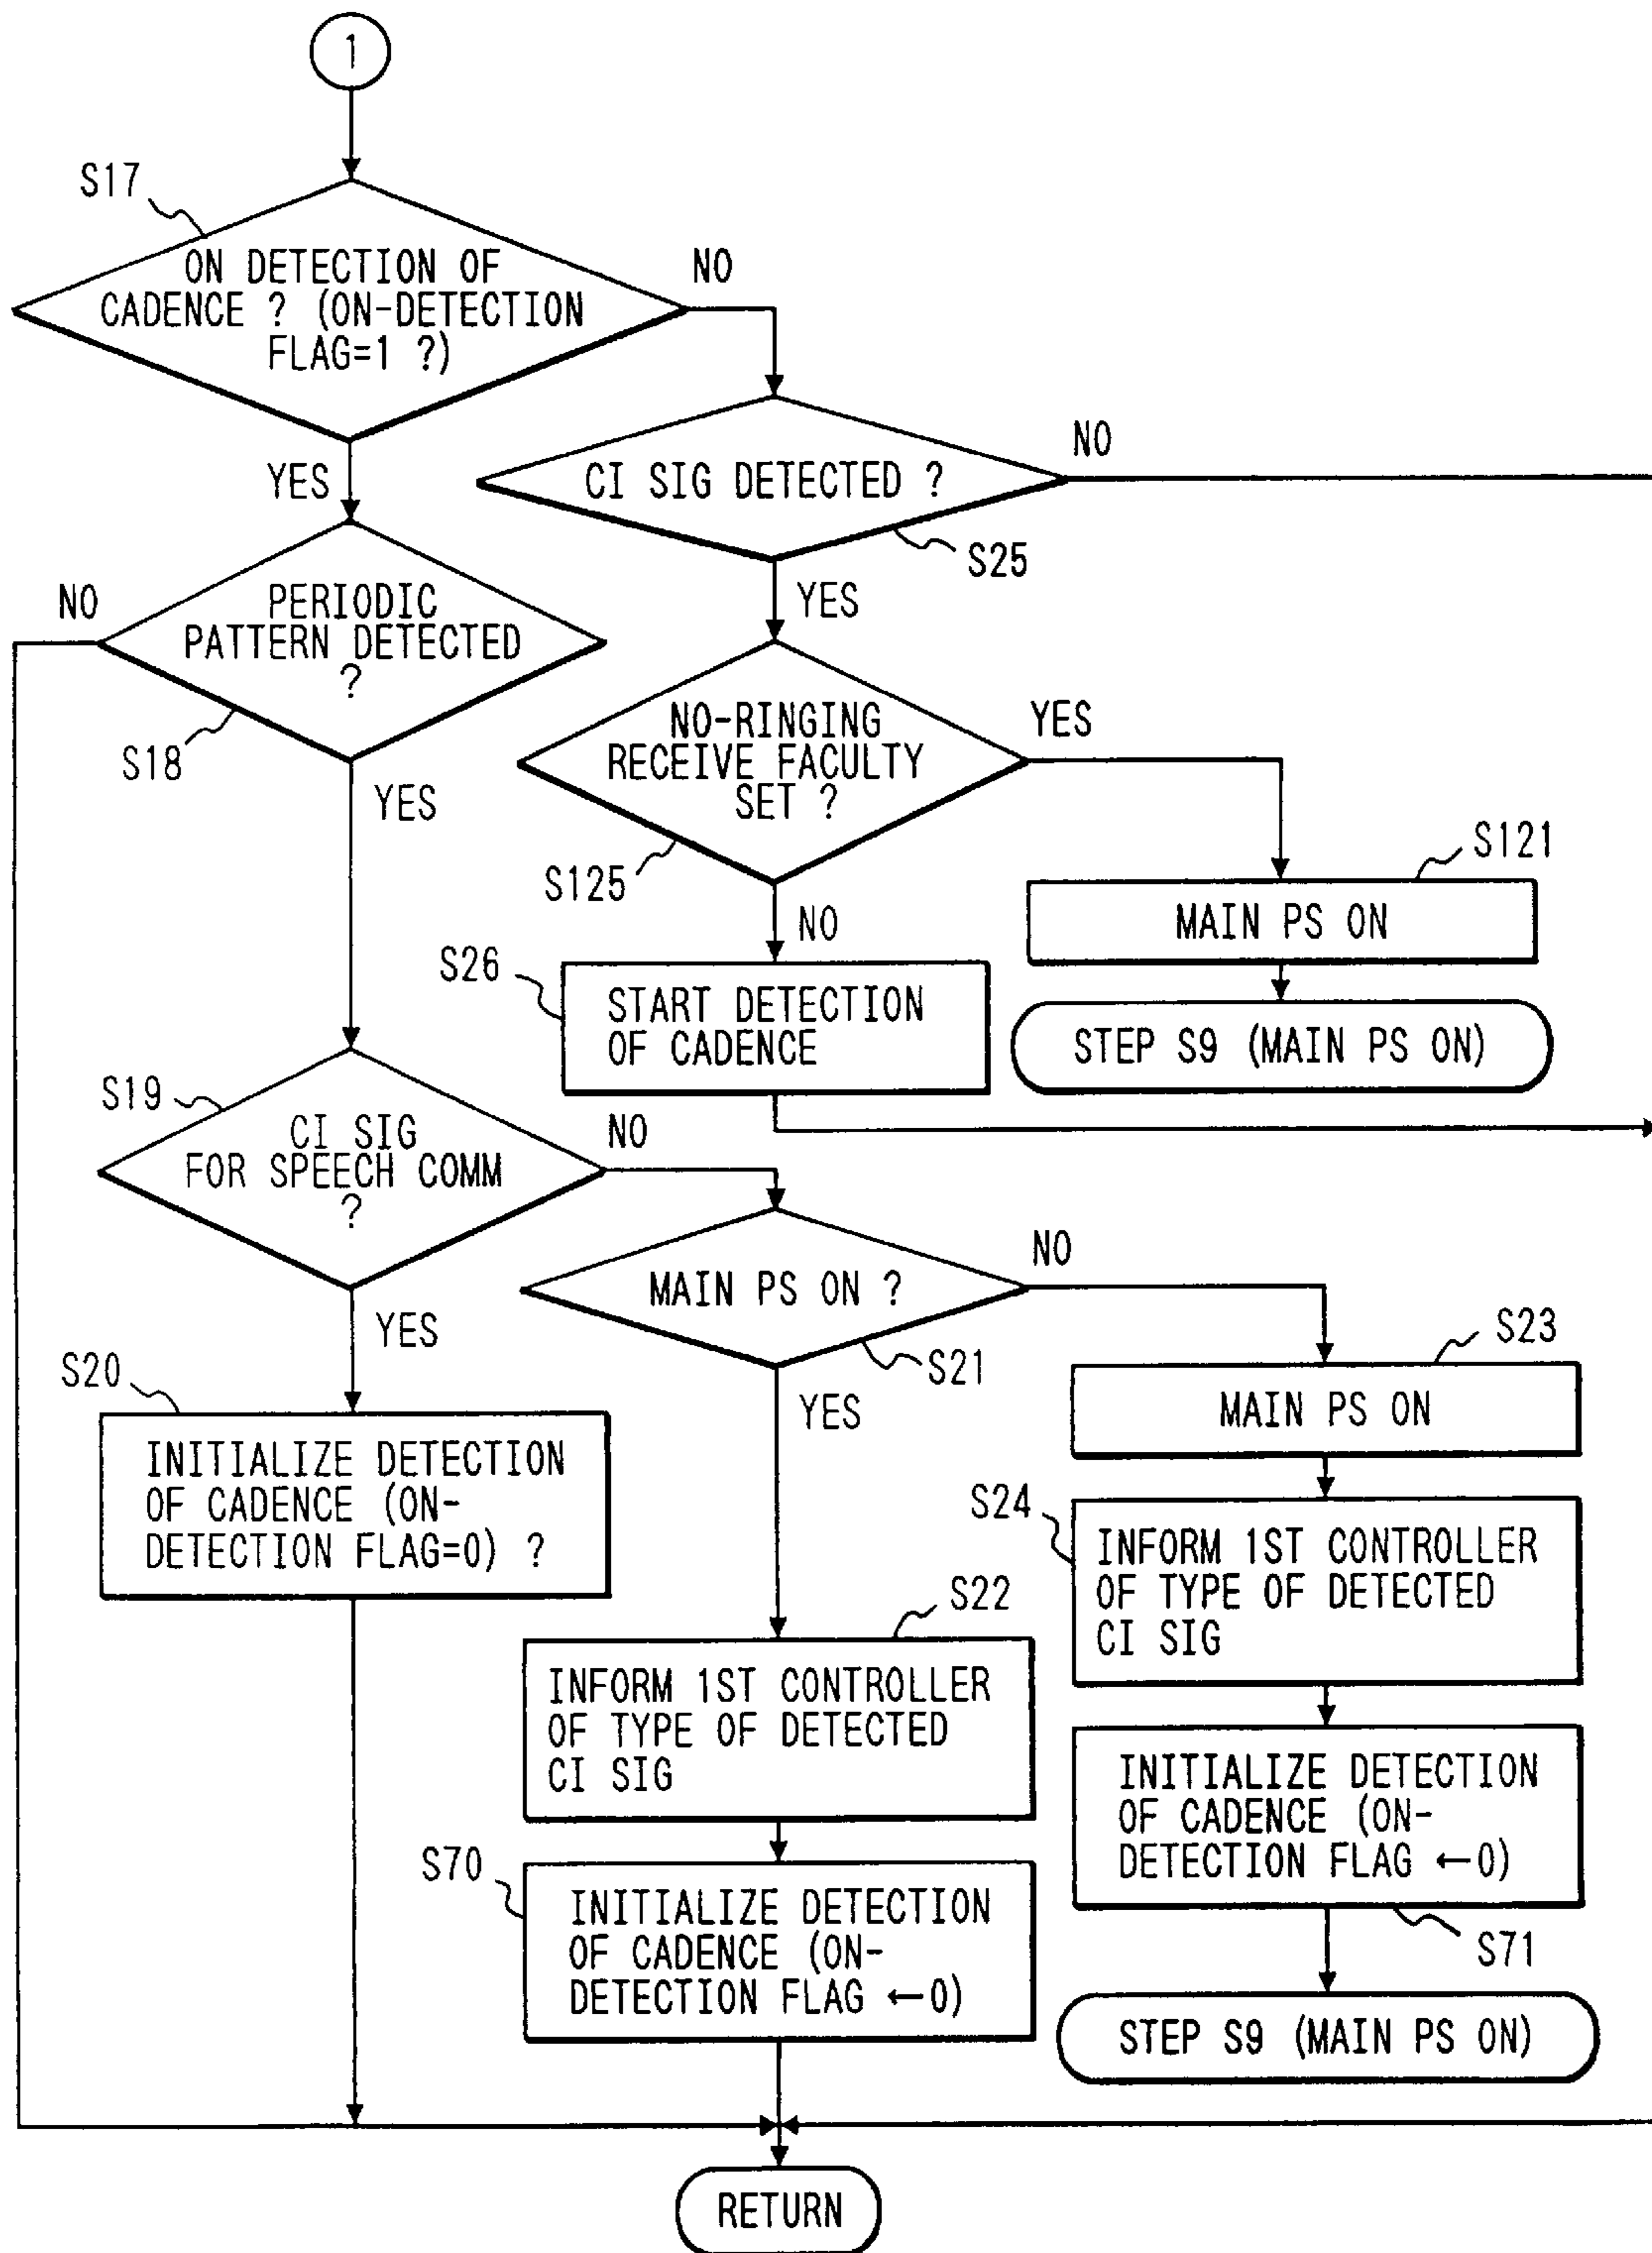 1
S17
ON DETECTION OF
CADENCE ? (ON-DETECTION
FLAG=1 ?)
NO
YES
CI SIG DETECTED ?
NO
S25
YES
NO
PERIODIC
PATTERN DETECTED
?
S18
YES
NO-RINGING
RECEIVE FACULTY
SET ?
YES
S125
NO
S121
MAIN PS ON
STEP S9 (MAIN PS ON)
S26
START DETECTION
OF CADENCE
S19
CI SIG
FOR SPEECH COMM
?
NO
YES
MAIN PS ON ?
NO
S21
YES
S20
INITIALIZE DETECTION
OF CADENCE (ON-
DETECTION FLAG=0) ?
S23
MAIN PS ON
S24
INFORM 1ST CONTROLLER
OF TYPE OF DETECTED
CI SIG
S22
INFORM 1ST CONTROLLER
OF TYPE OF DETECTED
CI SIG
INITIALIZE DETECTION
OF CADENCE (ON-
DETECTION FLAG ←0)
S71
S70
INITIALIZE DETECTION
OF CADENCE (ON-
DETECTION FLAG ←0)
STEP S9 (MAIN PS ON)
RETURN